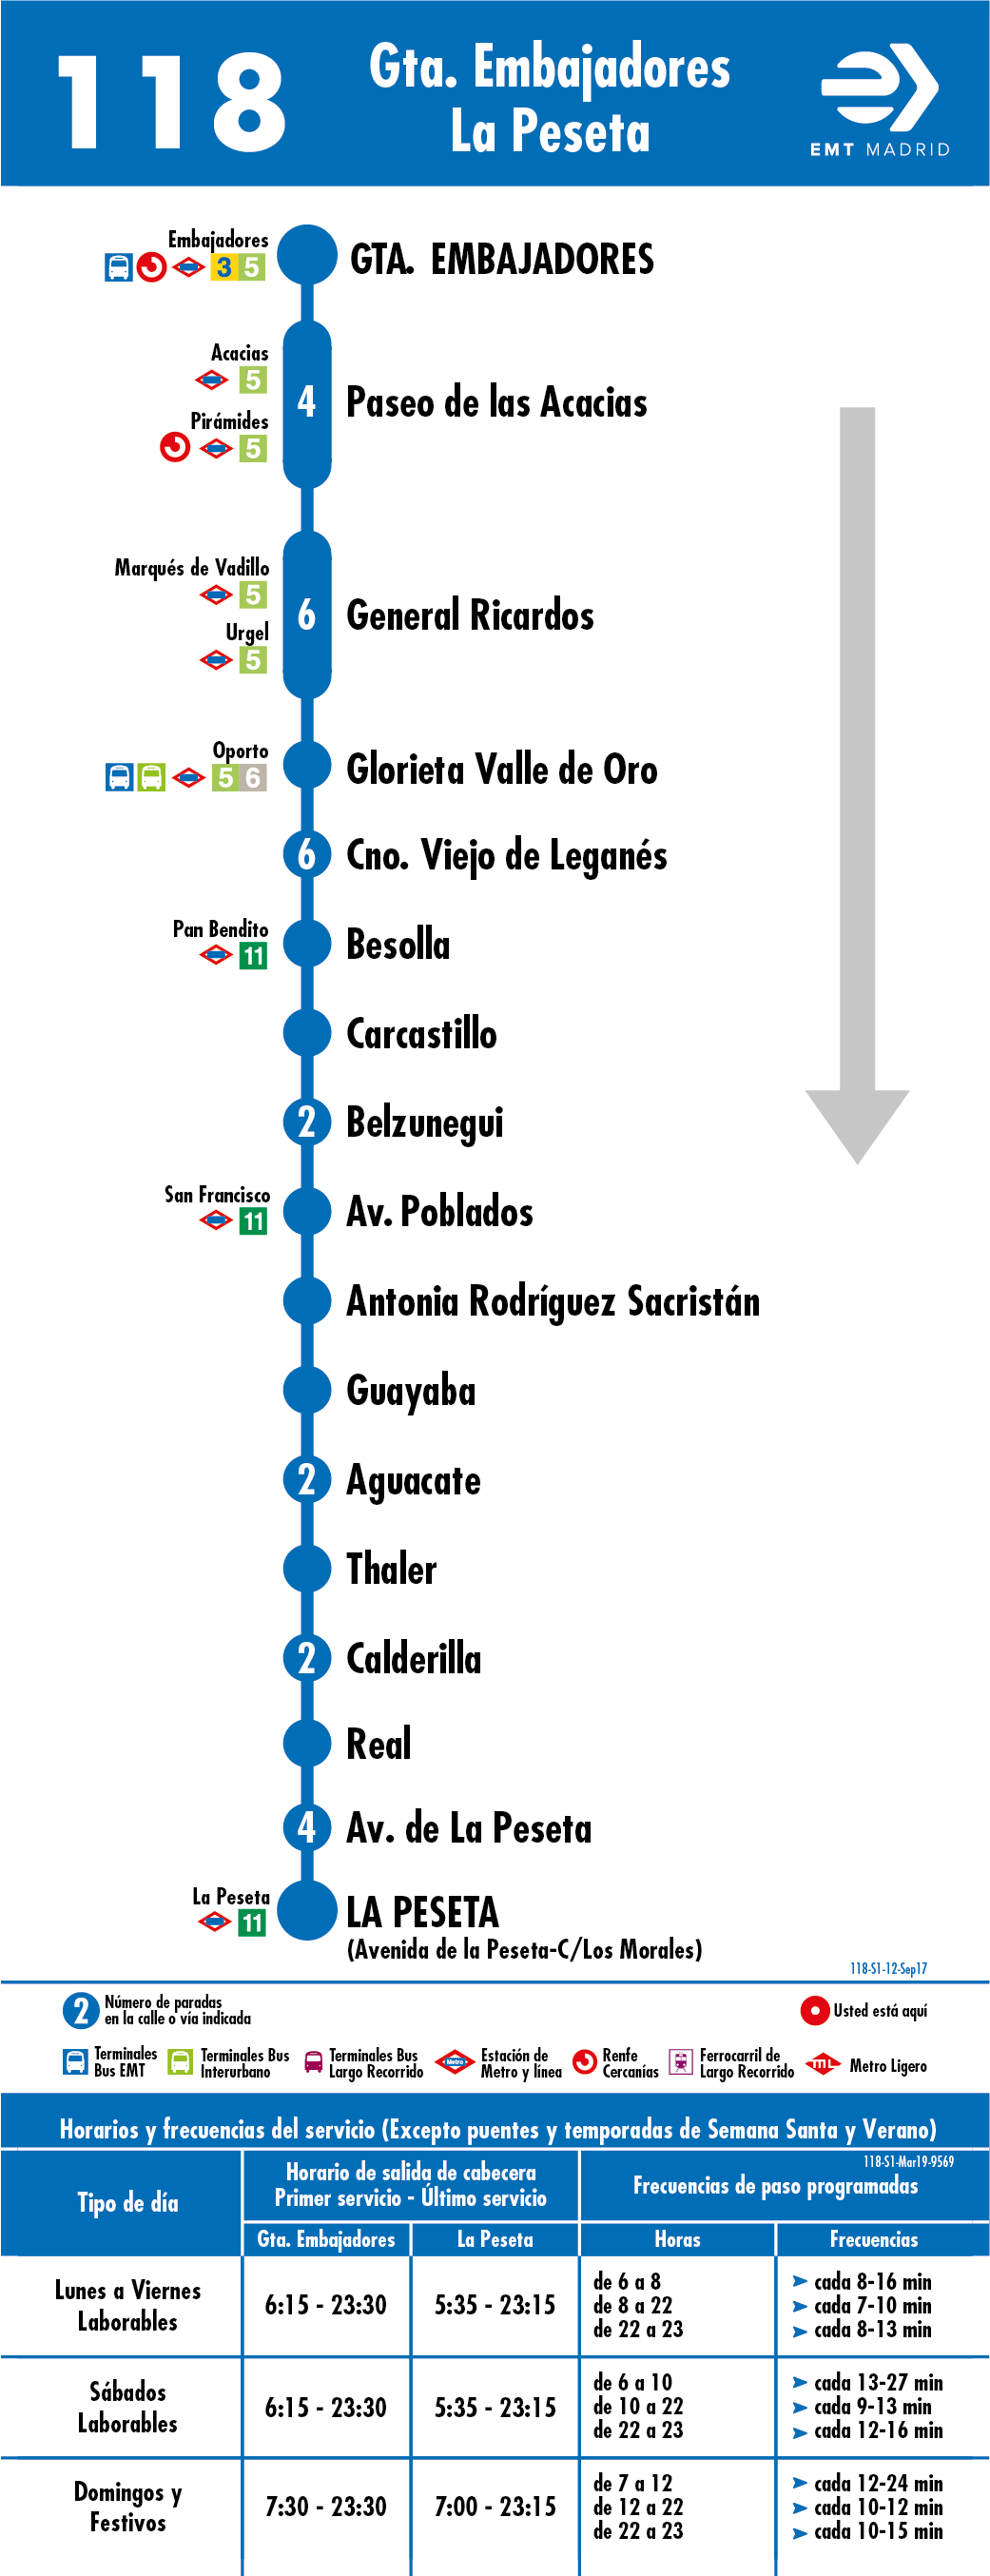 118
Gta. Embajadores
La Peseta
EMT MADRID
Embajadores
3 5
GTA. EMBAJADORES
Acacias
5
4
Paseo de las Acacias
Pirámides
5
Marqués de Vadillo
5
6
General Ricardos
Urgel
5
Oporto
5 6
Glorieta Valle de Oro
6
Cno. Viejo de Leganés
Pan Bendito
11
Besolla
Carcastillo
2
Belzunegui
San Francisco
11
Av. Poblados
Antonia Rodríguez Sacristán
Guayaba
2
Aguacate
Thaler
2
Calderilla
Real
4
Av. de La Peseta
La Peseta
11
LA PESETA
(Avenida de la Peseta-C/Los Morales)
118-S1-12-Sep17
2
Número de paradas
en la calle o vía indicada
Usted está aquí
Terminales
Bus EMT
Terminales Bus
Interurbano
Terminales Bus
Largo Recorrido
Metro
Estación de
Metro y línea
Renfe
Cercanías
Ferrocarril de
Largo Recorrido
ML
Metro Ligero
Horarios y frecuencias del servicio (Excepto puentes y temporadas de Semana Santa y Verano)
118-S1-Mar19-9569
Tipo de día
Horario de salida de cabecera
Primer servicio - Último servicio
Frecuencias de paso programadas
Gta. Embajadores
La Peseta
Horas
Frecuencias
Lunes a Viernes
Laborables
6:15 - 23:30
5:35 - 23:15
de 6 a 8
cada 8-16 min
de 8 a 22
cada 7-10 min
de 22 a 23
cada 8-13 min
Sábados
Laborables
6:15 - 23:30
5:35 - 23:15
de 6 a 10
cada 13-27 min
de 10 a 22
cada 9-13 min
de 22 a 23
cada 12-16 min
Domingos y
Festivos
7:30 - 23:30
7:00 - 23:15
de 7 a 12
cada 12-24 min
de 12 a 22
cada 10-12 min
de 22 a 23
cada 10-15 min